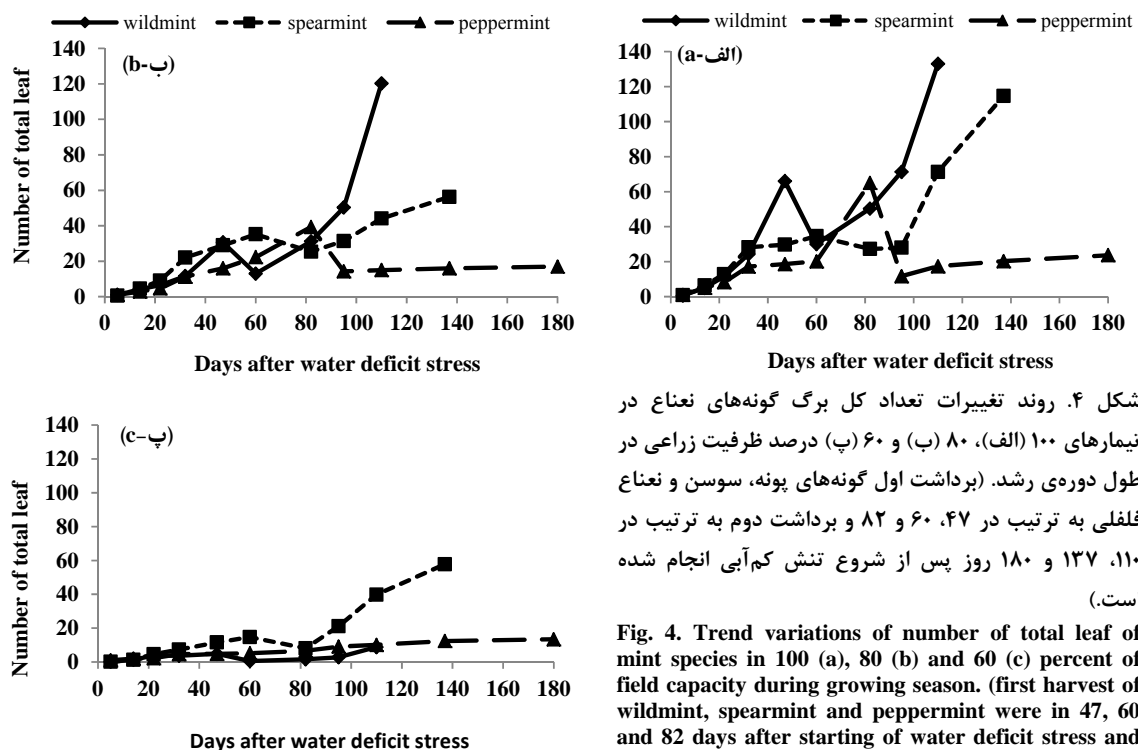 wildmint spearmint peppermint
(b-ب)
Number of total leaf
140
120
100
80
60
40
20
0
0 20 40 60 80 100 120 140 160 180
Days after water deficit stress
wildmint spearmint peppermint
(a-الف)
140
120
100
80
60
40
20
0
0 20 40 60 80 100 120 140 160 180
Days after water deficit stress
(c-پ)
Number of total leaf
140
120
100
80
60
40
20
0
0 20 40 60 80 100 120 140 160 180
Days after water deficit stress
شکل ۴. روند تغییرات تعداد کل برگ گونه‌های نعناع در
تیمارهای ۱۰۰ (الف)، ۸۰ (ب) و ۶۰ (پ) درصد ظرفیت زراعی در
طول دوره‌ی رشد. (برداشت اول گونه‌های پونه، سوسن و نعناع
فلفلی به ترتیب در ۴۷، ۶۰ و ۸۲ و برداشت دوم به ترتیب در
۱۱۰، ۱۳۷ و ۱۸۰ روز پس از شروع تنش کم‌آبی انجام شده
است.)
Fig. 4. Trend variations of number of total leaf of
mint species in 100 (a), 80 (b) and 60 (c) percent of
field capacity during growing season. (first harvest of
wildmint, spearmint and peppermint were in 47, 60
and 82 days after starting of water deficit stress and